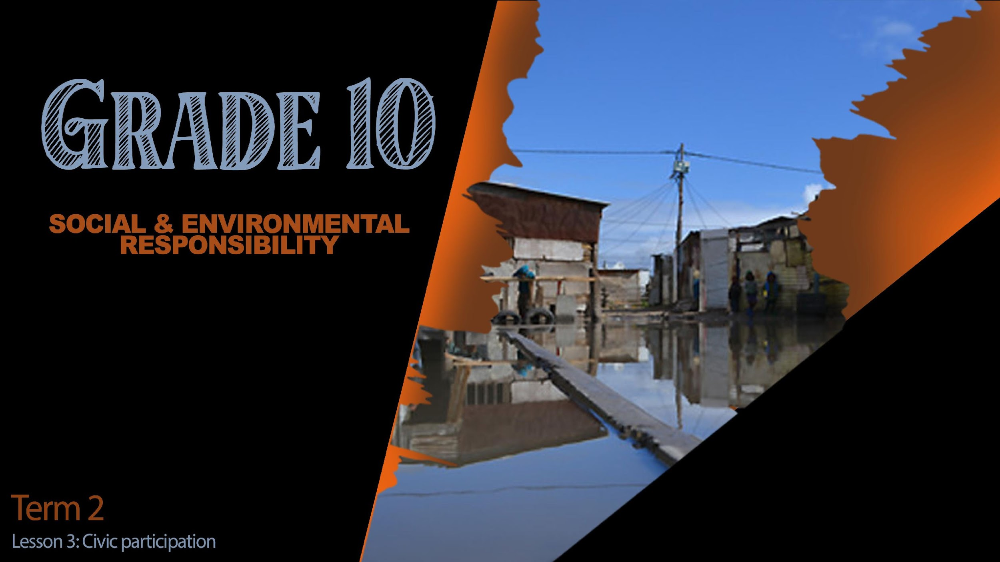 GRADE 10
SOCIAL & ENVIRONMENTAL
RESPONSIBILITY
Term 2
Lesson 3: Civic participation